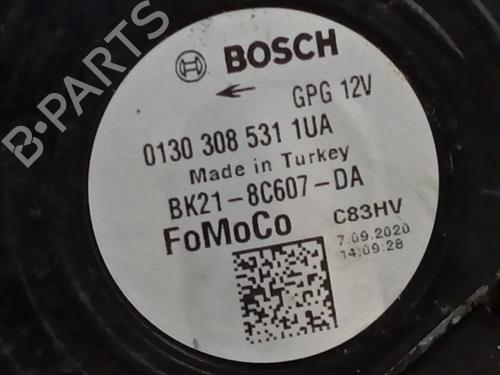 BOSCH
GPG 12V
0130 308 531 1UA
Made in Turkey
BK21-8C607-DA
FoMoCo C83HV
7.09.2020
14:09:28
B-PARTS